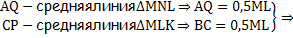 AQ – средняялинияΔMNL ⇒ AQ = 0,5ML
CP – средняялинияΔMLK ⇒ BC = 0,5ML} ⇒